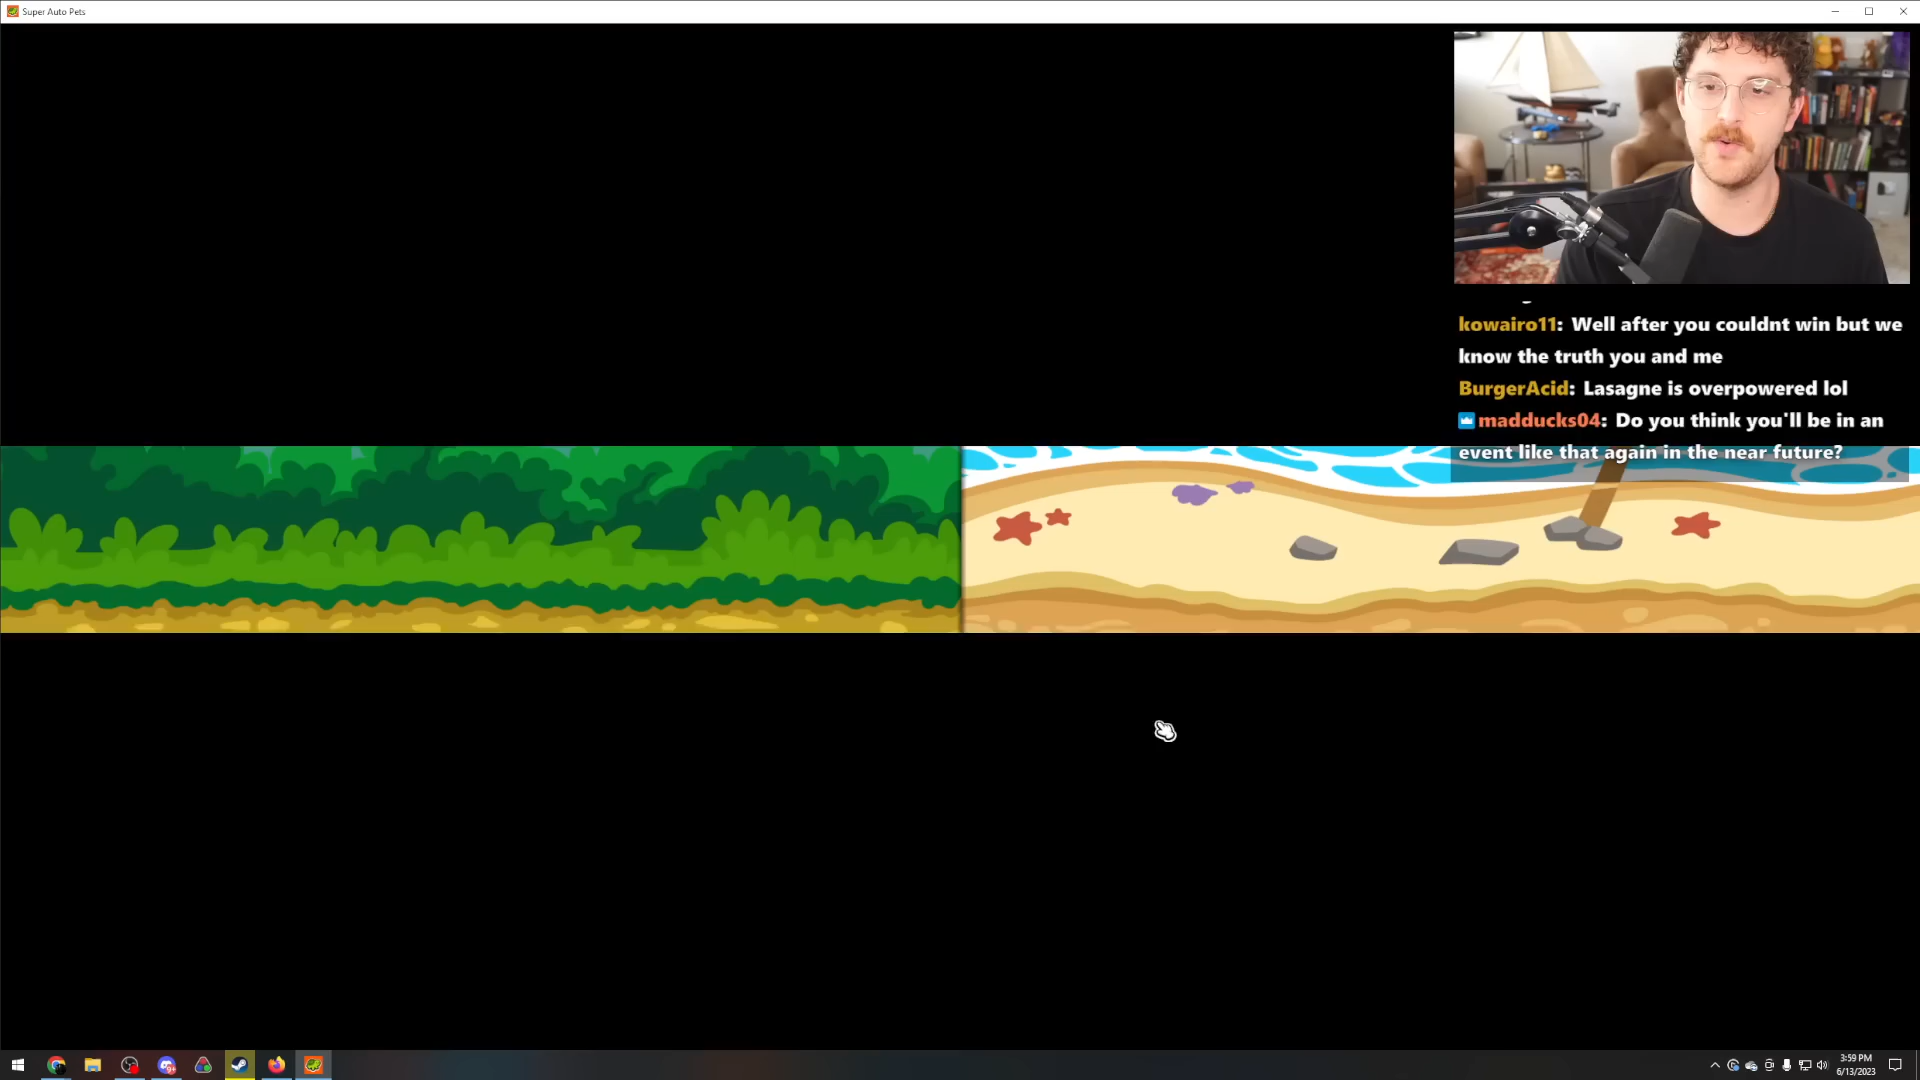 Super Auto Pets
kowairo11: Well after you couldnt win but we
know the truth you and me
BurgerAcid: Lasagne is overpowered lol
madducks04: Do you think you'll be in an
event like that again in the near future?
3:59 PM
6/13/2023